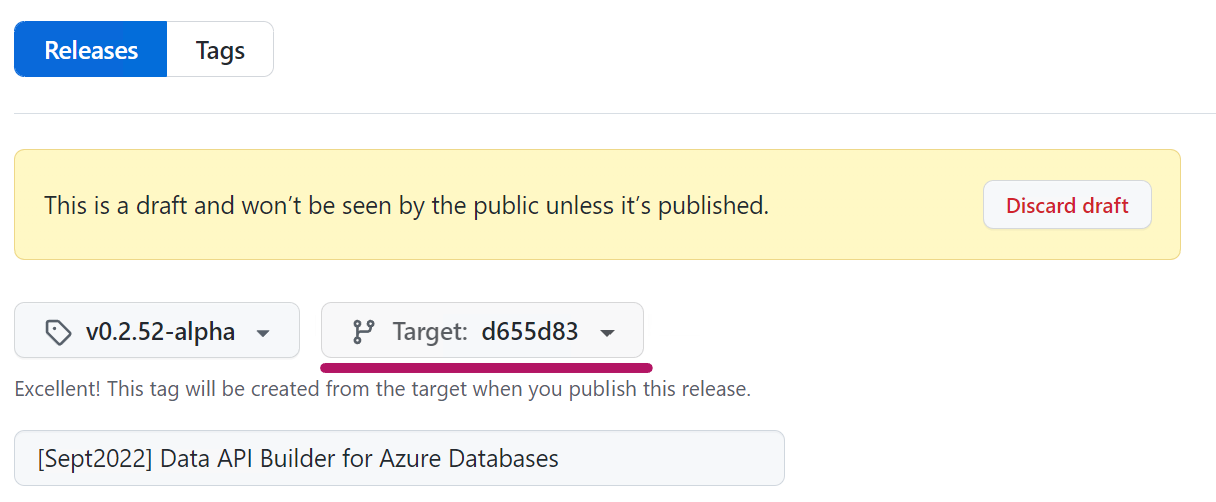 Releases Tags
This is a draft and won’t be seen by the public unless it’s published. Discard draft
v0.2.52-alpha Target: d655d83
Excellent! This tag will be created from the target when you publish this release.
[Sept2022] Data API Builder for Azure Databases